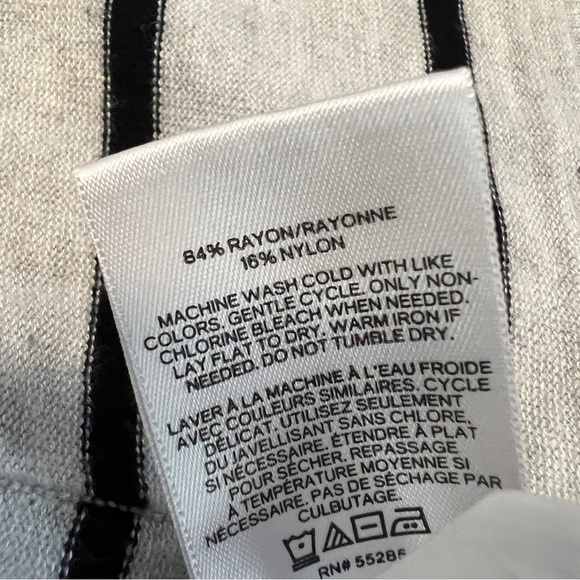 84% RAYON/RAYONNE
16% NYLON
MACHINE WASH COLD WITH LIKE
COLORS. GENTLE CYCLE. ONLY NON-
CHLORINE BLEACH WHEN NEEDED.
LAY FLAT TO DRY. WARM IRON IF
NEEDED. DO NOT TUMBLE DRY.
LAVER À LA MACHINE À L'EAU FROIDE
AVEC COULEURS SIMILAIRES. CYCLE
DÉLICAT. UTILISEZ SEULEMENT
DU JAVELLISANT SANS CHLORE,
SI NÉCESSAIRE. ÉTENDRE À PLAT
POUR SÉCHER. REPASSAGE
À TEMPÉRATURE MOYENNE SI
NÉCESSAIRE. PAS DE SÉCHAGE PAR
CULBUTAGE.
RN#